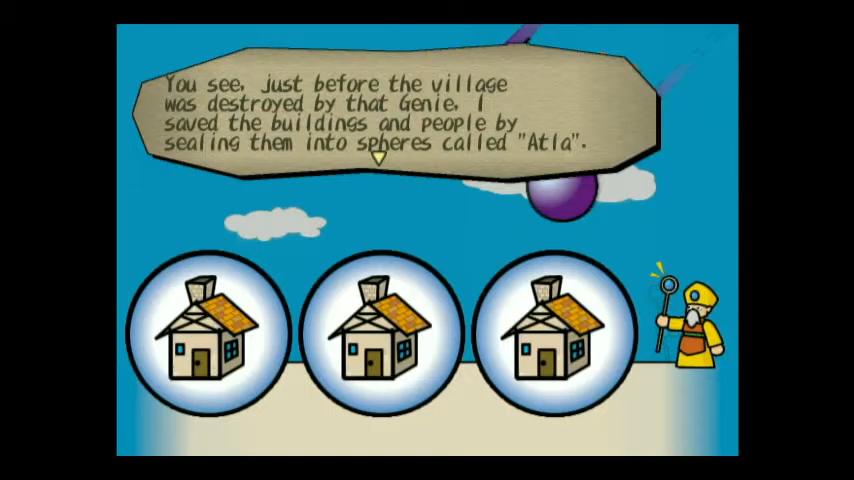 You see, just before the village
was destroyed by that Genie, I
saved the buildings and people by
sealing them into spheres called "Atla".